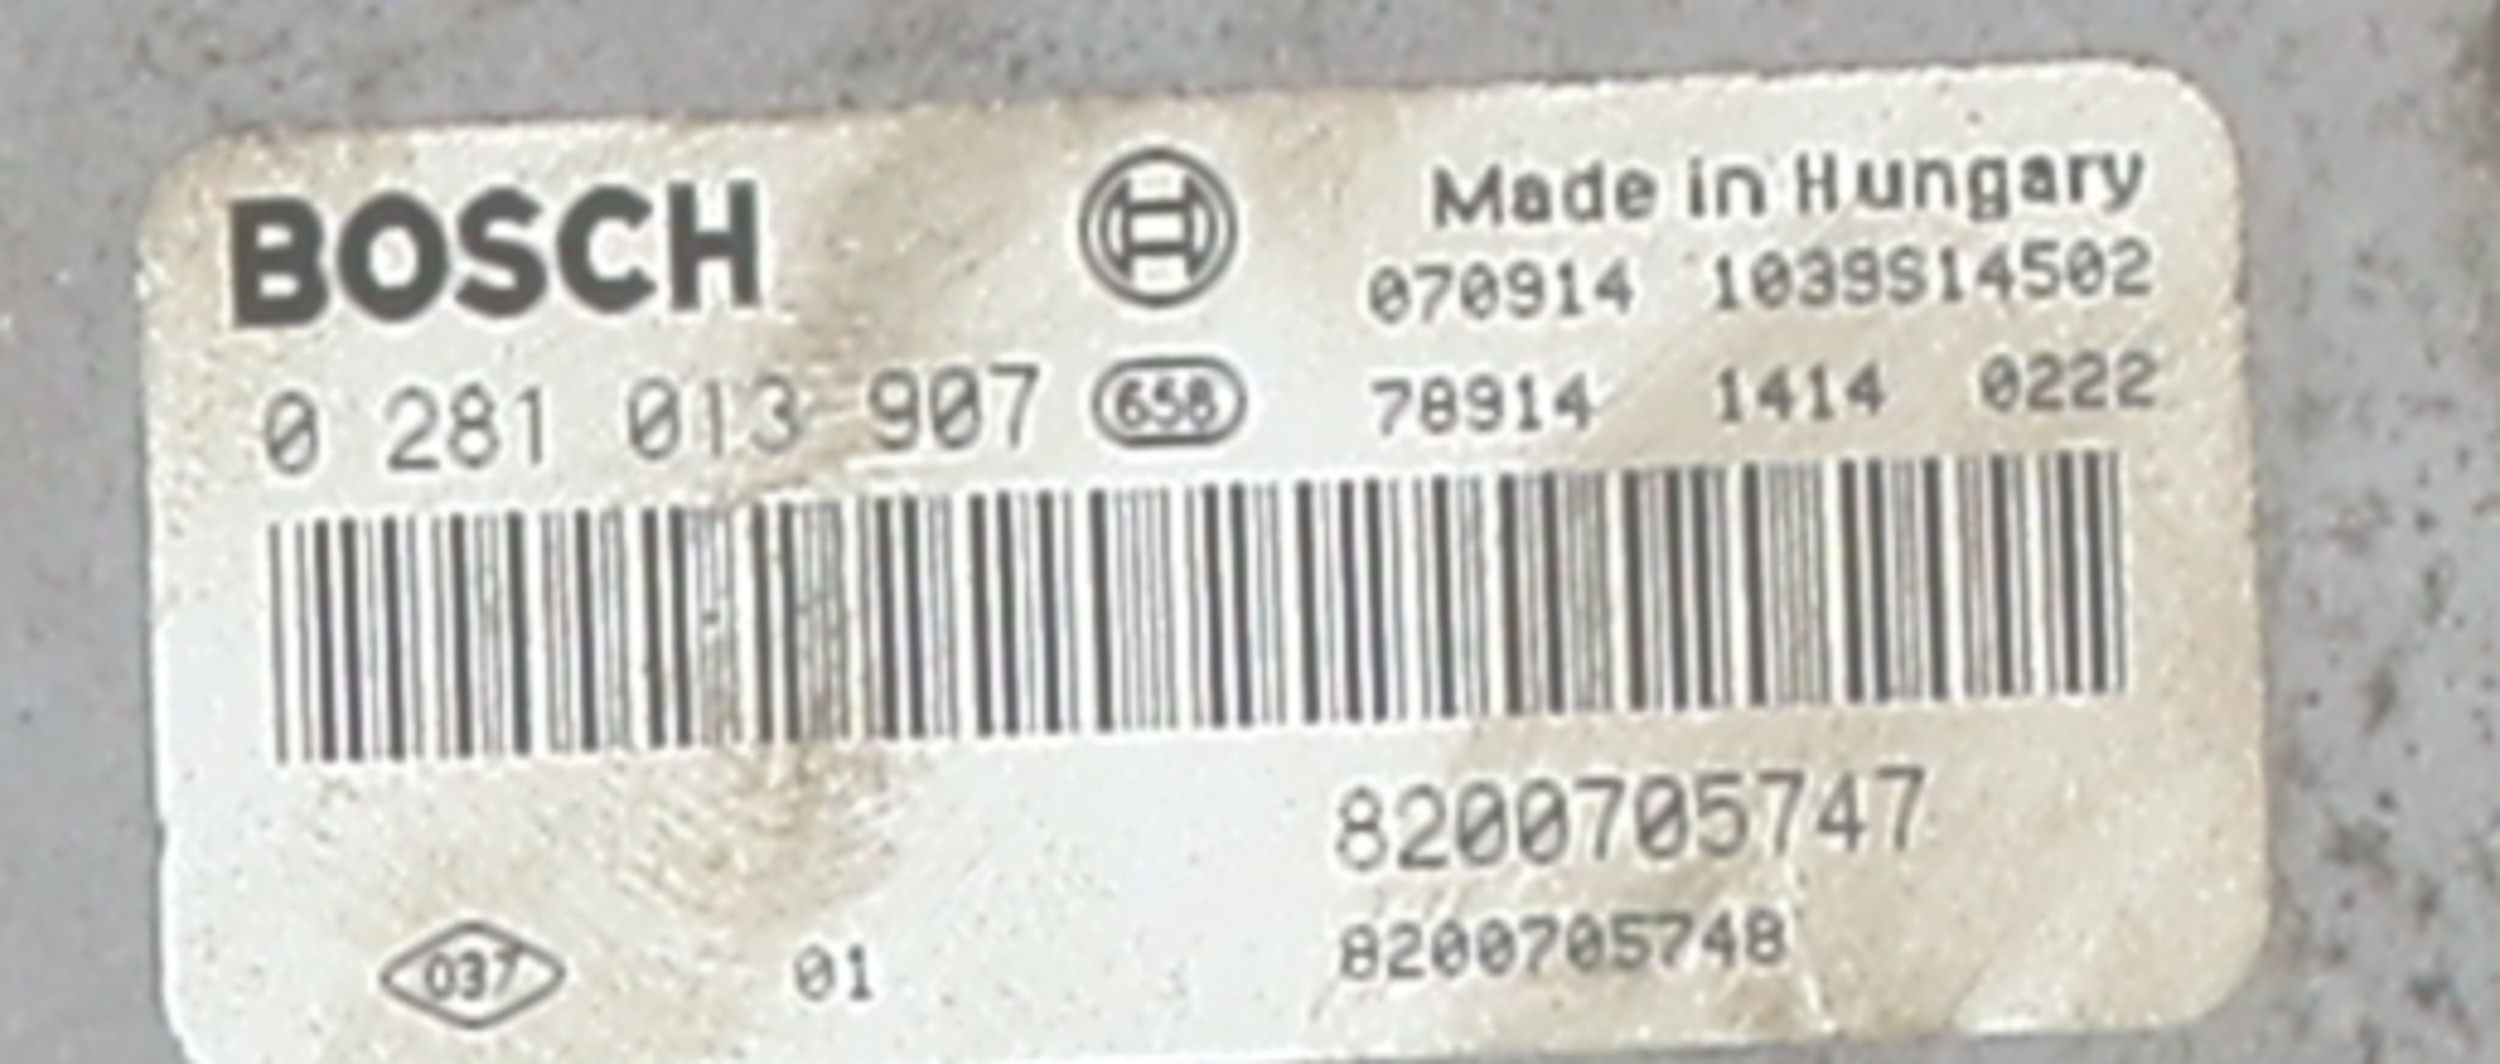 BOSCH
Made in Hungary
070914 1039S14502
0 281 013 907 658 78914 1414 0222
8200705747
037 01 8200705748